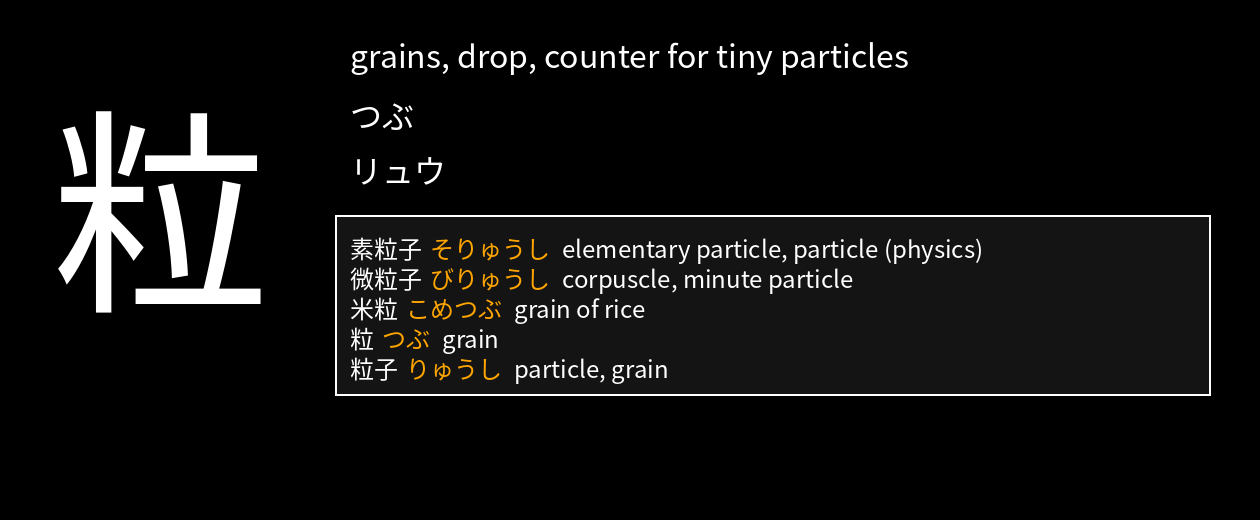 粒
grains, drop, counter for tiny particles
つぶ
リュウ
素粒子 そりゅうし elementary particle, particle (physics)
微粒子 びりゅうし corpuscle, minute particle
米粒 こめつぶ grain of rice
粒 つぶ grain
粒子 りゅうし particle, grain